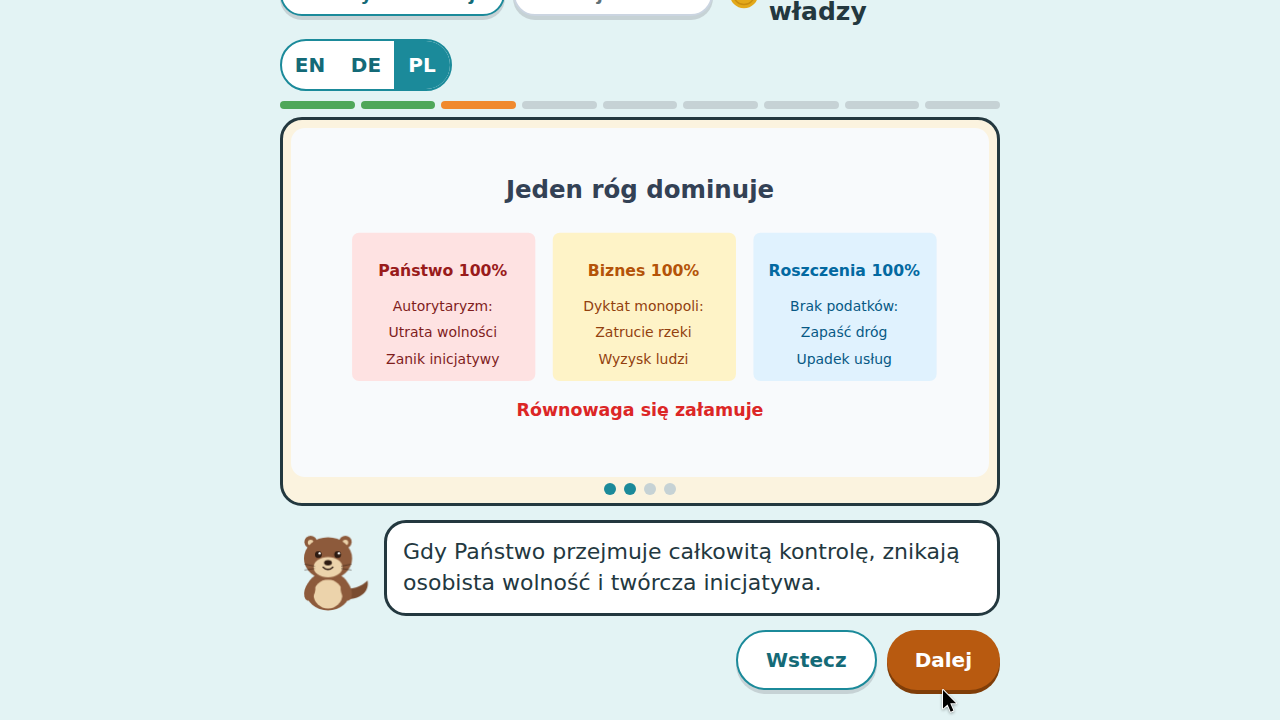 władzy
EN DE PL
Jeden róg dominuje
Państwo 100%
Autorytaryzm:
Utrata wolności
Zanik inicjatywy
Biznes 100%
Dyktat monopoli:
Zatrucie rzeki
Wyzysk ludzi
Roszczenia 100%
Brak podatków:
Zapaść dróg
Upadek usług
Równowaga się załamuje
Gdy Państwo przejmuje całkowitą kontrolę, znikają
osobista wolność i twórcza inicjatywa.
Wstecz
Dalej